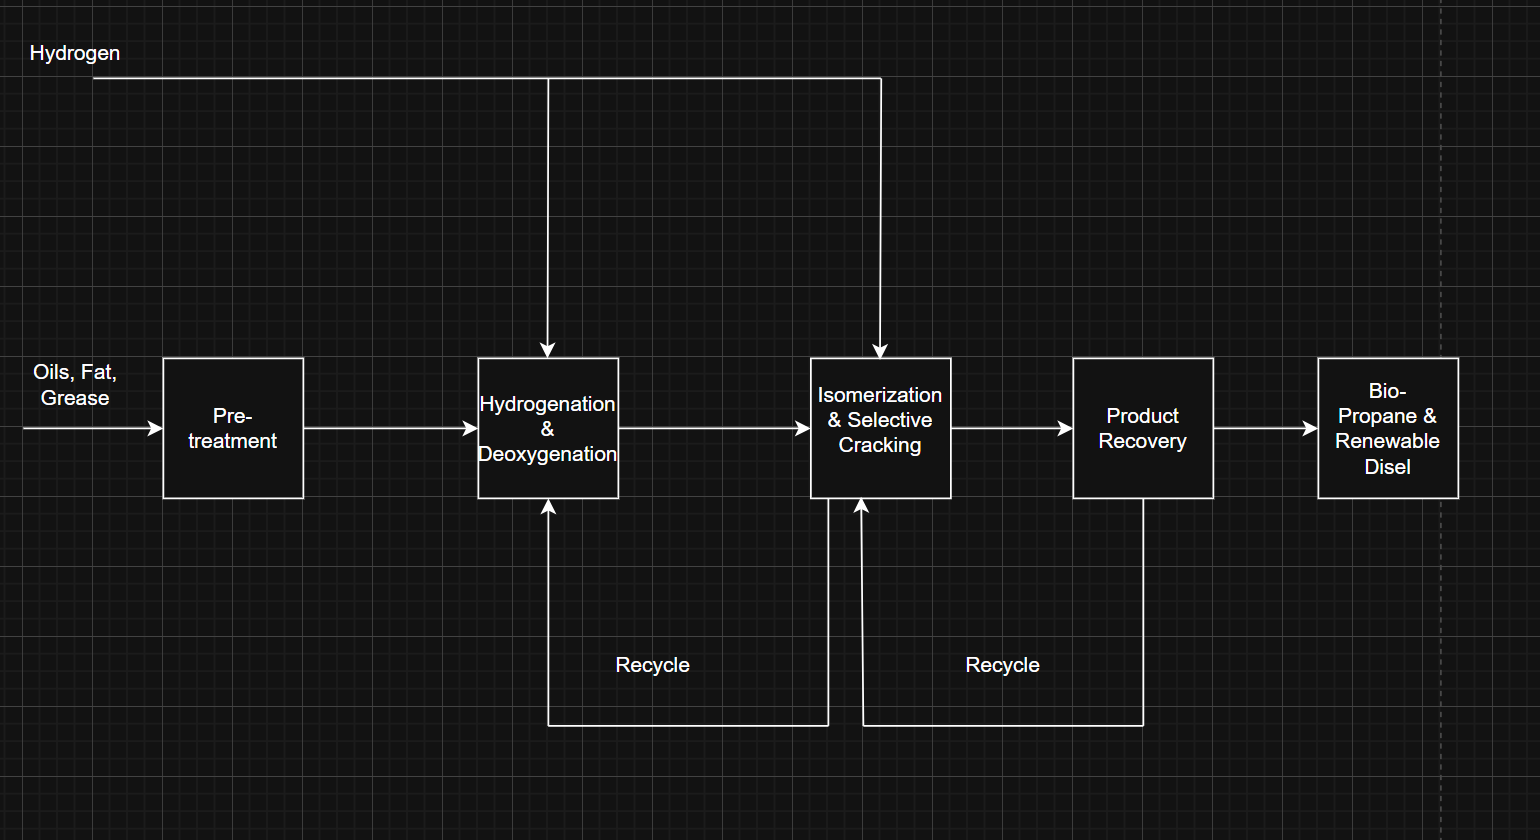 Hydrogen
Oils, Fat,
Grease
Pre-
treatment
Hydrogenation
&
Deoxygenation
Isomerization
& Selective
Cracking
Product
Recovery
Bio-
Propane &
Renewable
Disel
Recycle
Recycle